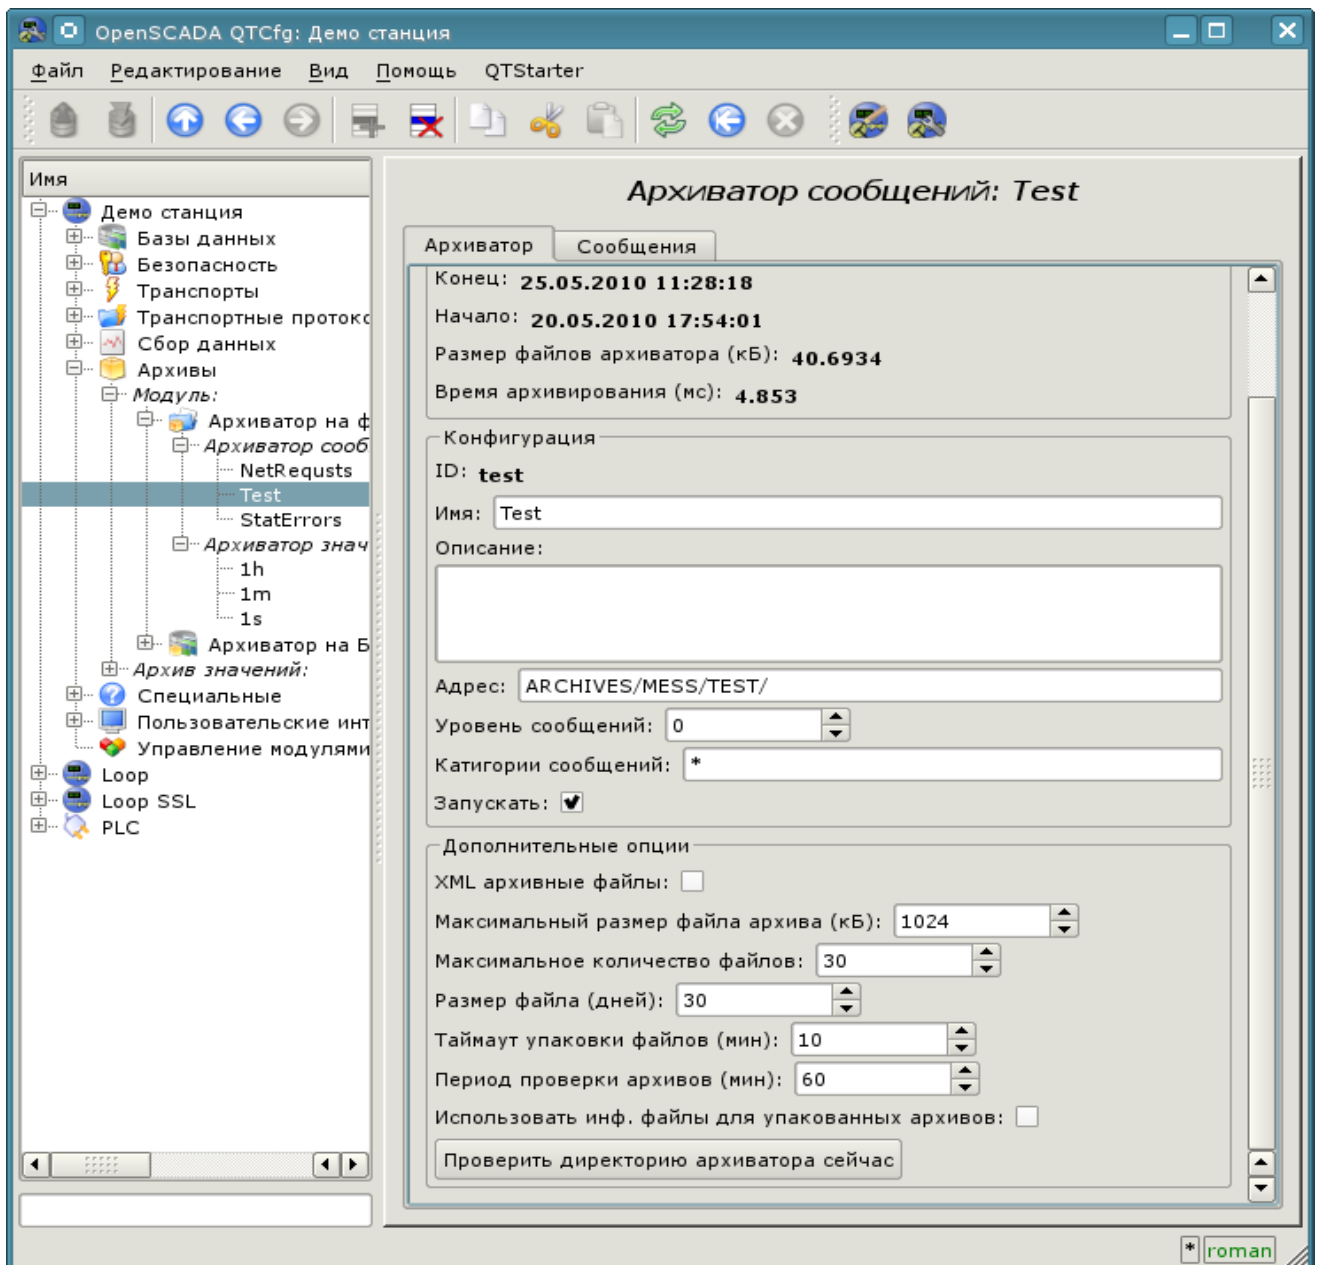 OpenSCADA QTCfg: Демо станция
Файл Редактирование Вид Помощь QTStarter
Имя
Демо станция
Базы данных
Безопасность
Транспорты
Транспортные протокс
Сбор данных
Архивы
Модуль:
Архиватор на ф
Архиватор сооб
NetRequsts
Test
StatErrors
Архиватор знач
1h
1m
1s
Архиватор на Б
Архив значений:
Специальные
Пользовательские инт
Управление модулями
Loop
Loop SSL
PLC
Архиватор сообщений: Test
Архиватор Сообщения
Конец: 25.05.2010 11:28:18
Начало: 20.05.2010 17:54:01
Размер файлов архиватора (кБ): 40.6934
Время архивирования (мс): 4.853
Конфигурация
ID: test
Имя: Test
Описание:
Адрес: ARCHIVES/MESS/TEST/
Уровень сообщений: 0
Катигории сообщений: *
Запускать:
Дополнительные опции
XML архивные файлы:
Максимальный размер файла архива (кБ): 1024
Максимальное количество файлов: 30
Размер файла (дней): 30
Таймаут упаковки файлов (мин): 10
Период проверки архивов (мин): 60
Использовать инф. файлы для упакованных архивов:
Проверить директорию архиватора сейчас
* roman